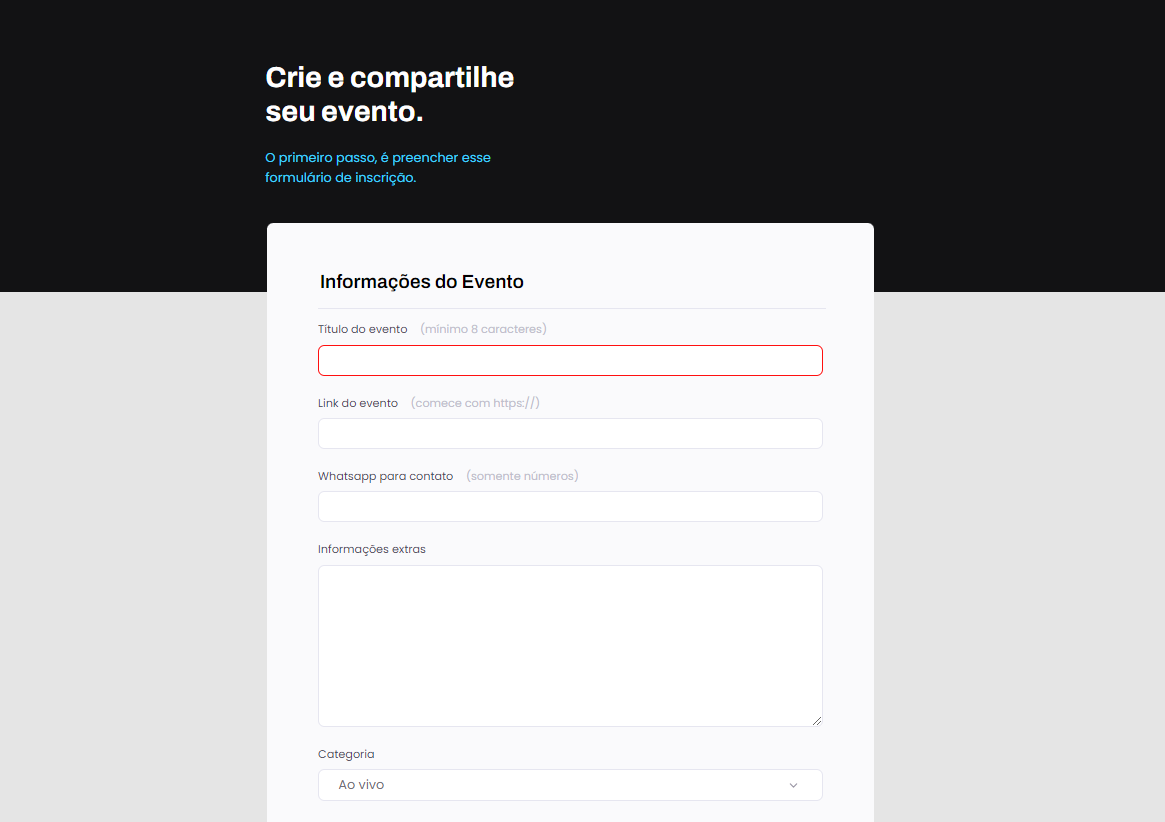 Crie e compartilhe
seu evento.
O primeiro passo, é preencher esse
formulário de inscrição.
Informações do Evento
Título do evento (mínimo 8 caracteres)
Link do evento (comece com https://)
Whatsapp para contato (somente números)
Informações extras
Categoria
Ao vivo